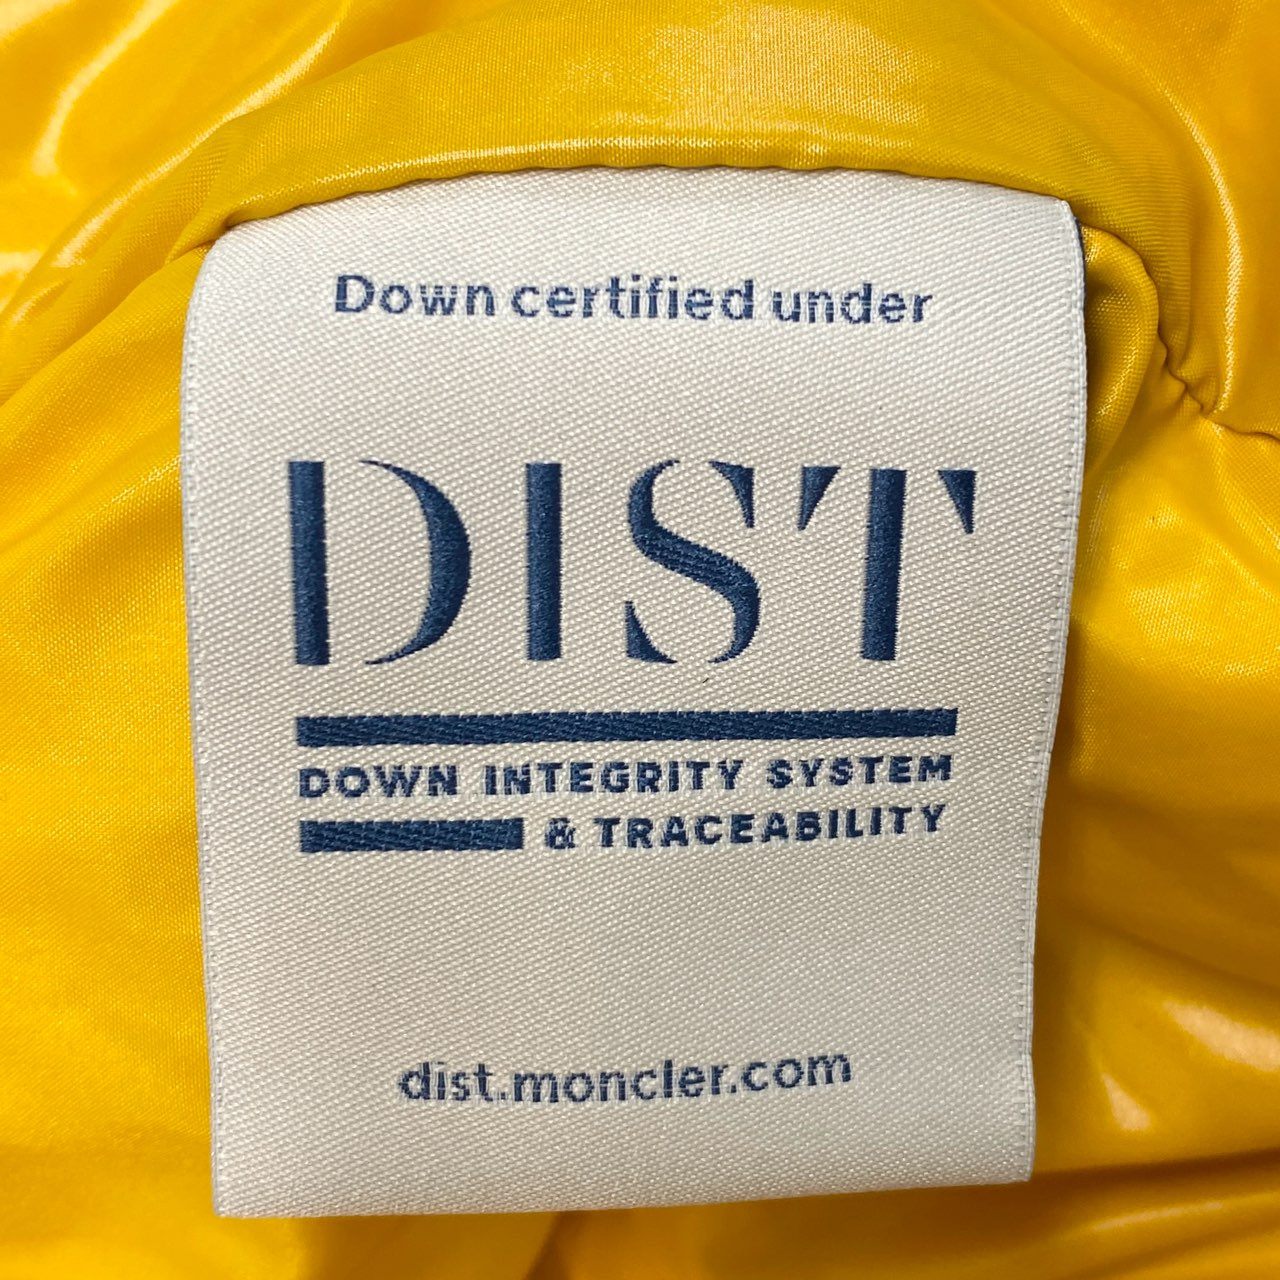 Down certified under
DIST
DOWN INTEGRITY SYSTEM
& TRACEABILITY
dist.moncler.com